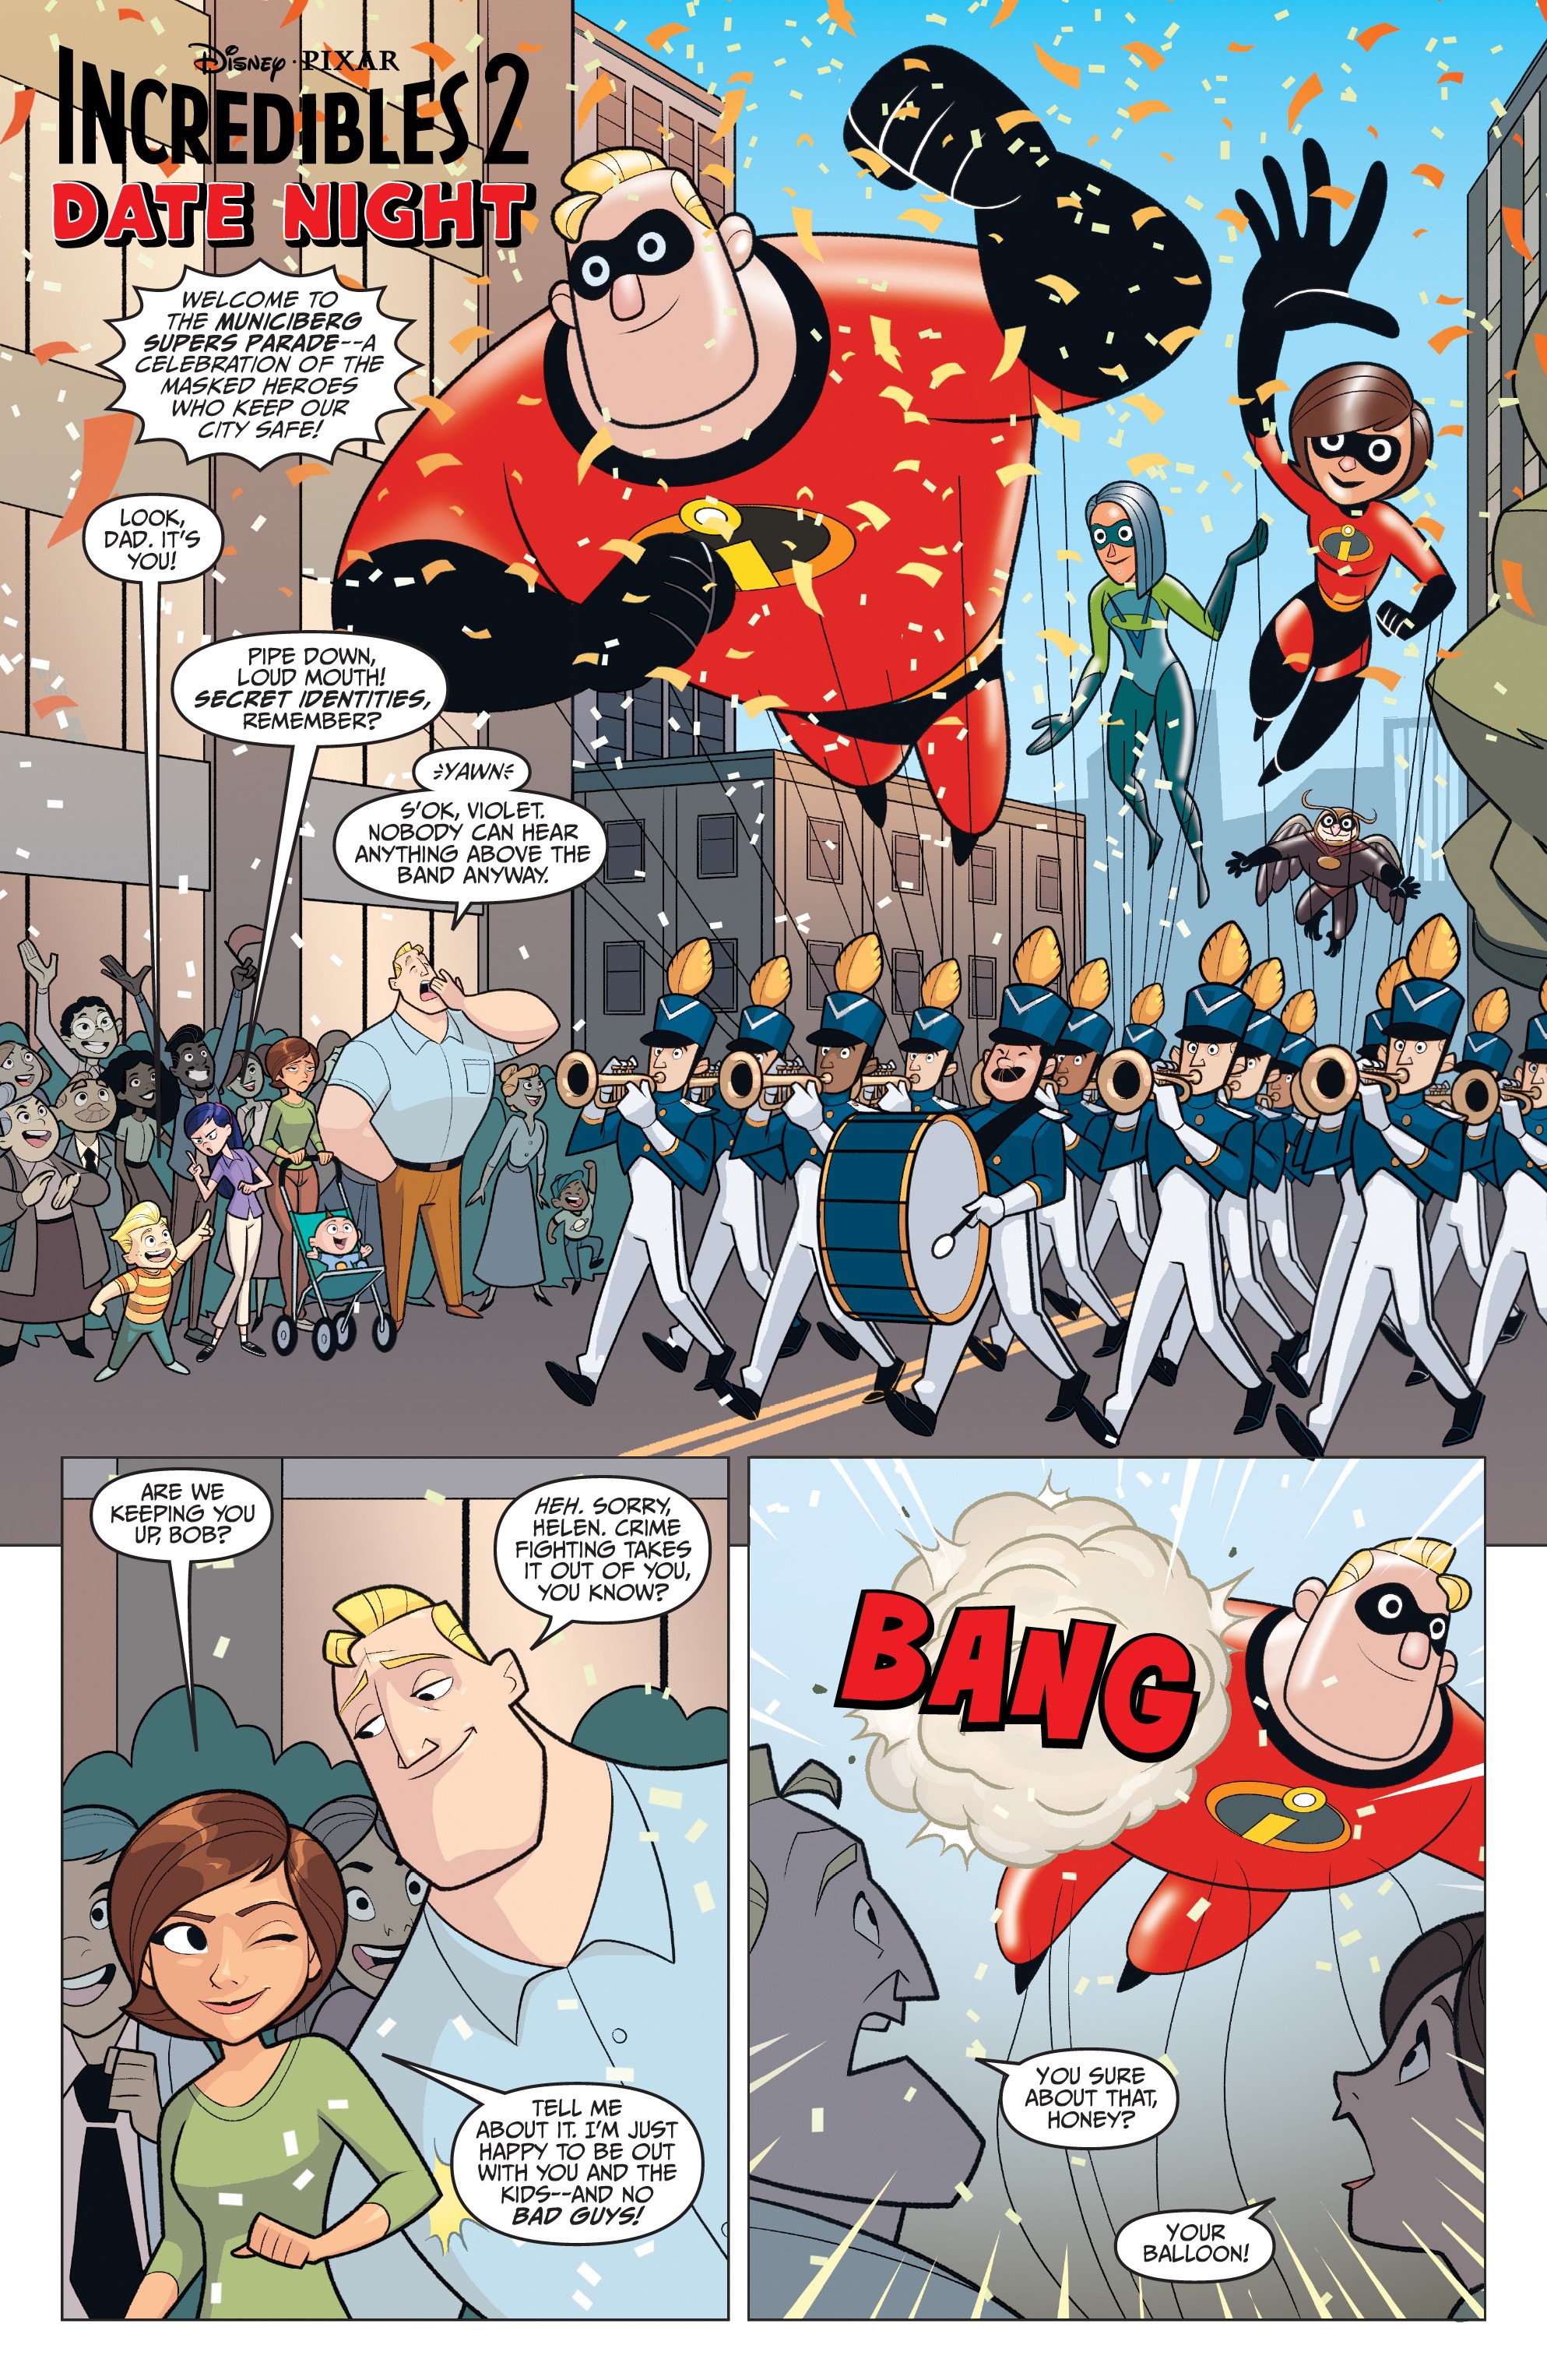 Disney · PIXAR
INCREDIBLES 2
DATE NIGHT
WELCOME TO
THE MUNICIBERG
SUPERS PARADE--A
CELEBRATION OF THE
MASKED HEROES
WHO KEEP OUR
CITY SAFE!
LOOK,
DAD. IT'S
YOU!
PIPE DOWN,
LOUD MOUTH!
SECRET IDENTITIES,
REMEMBER?
YAWN
S'OK, VIOLET.
NOBODY CAN HEAR
ANYTHING ABOVE THE
BAND ANYWAY.
ARE WE
KEEPING YOU
UP, BOB?
HEH. SORRY,
HELEN. CRIME
FIGHTING TAKES
IT OUT OF YOU,
YOU KNOW?
TELL ME
ABOUT IT. I'M JUST
HAPPY TO BE OUT
WITH YOU AND THE
KIDS--AND NO
BAD GUYS!
BANG
YOU SURE
ABOUT THAT,
HONEY?
YOUR
BALLOON!